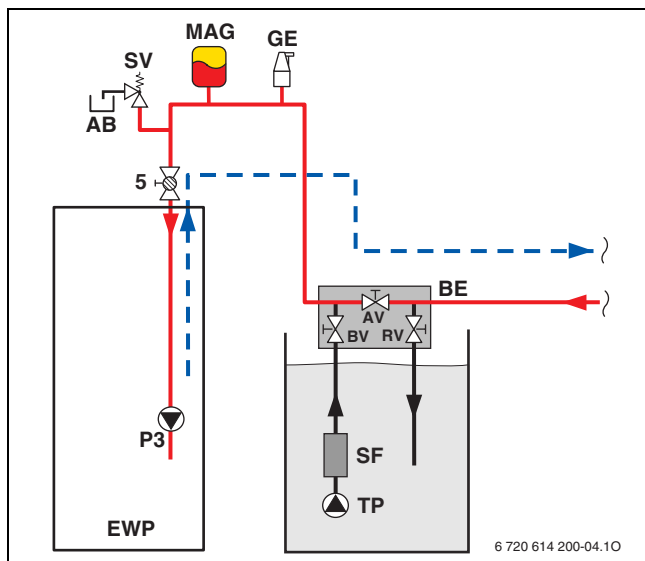 MAG
GE
SV
AB
5
BE
AV
BV
RV
P3
SF
TP
EWP
6 720 614 200-04.1O